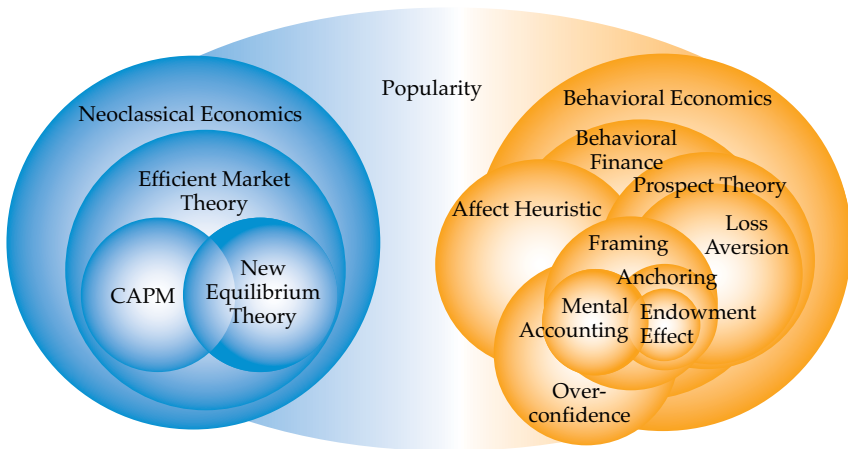 Popularity
Neoclassical Economics
Efficient Market
Theory
CAPM
New
Equilibrium
Theory
Behavioral Economics
Behavioral
Finance
Prospect Theory
Affect Heuristic
Loss
Aversion
Framing
Anchoring
Mental
Accounting
Endowment
Effect
Over-
confidence